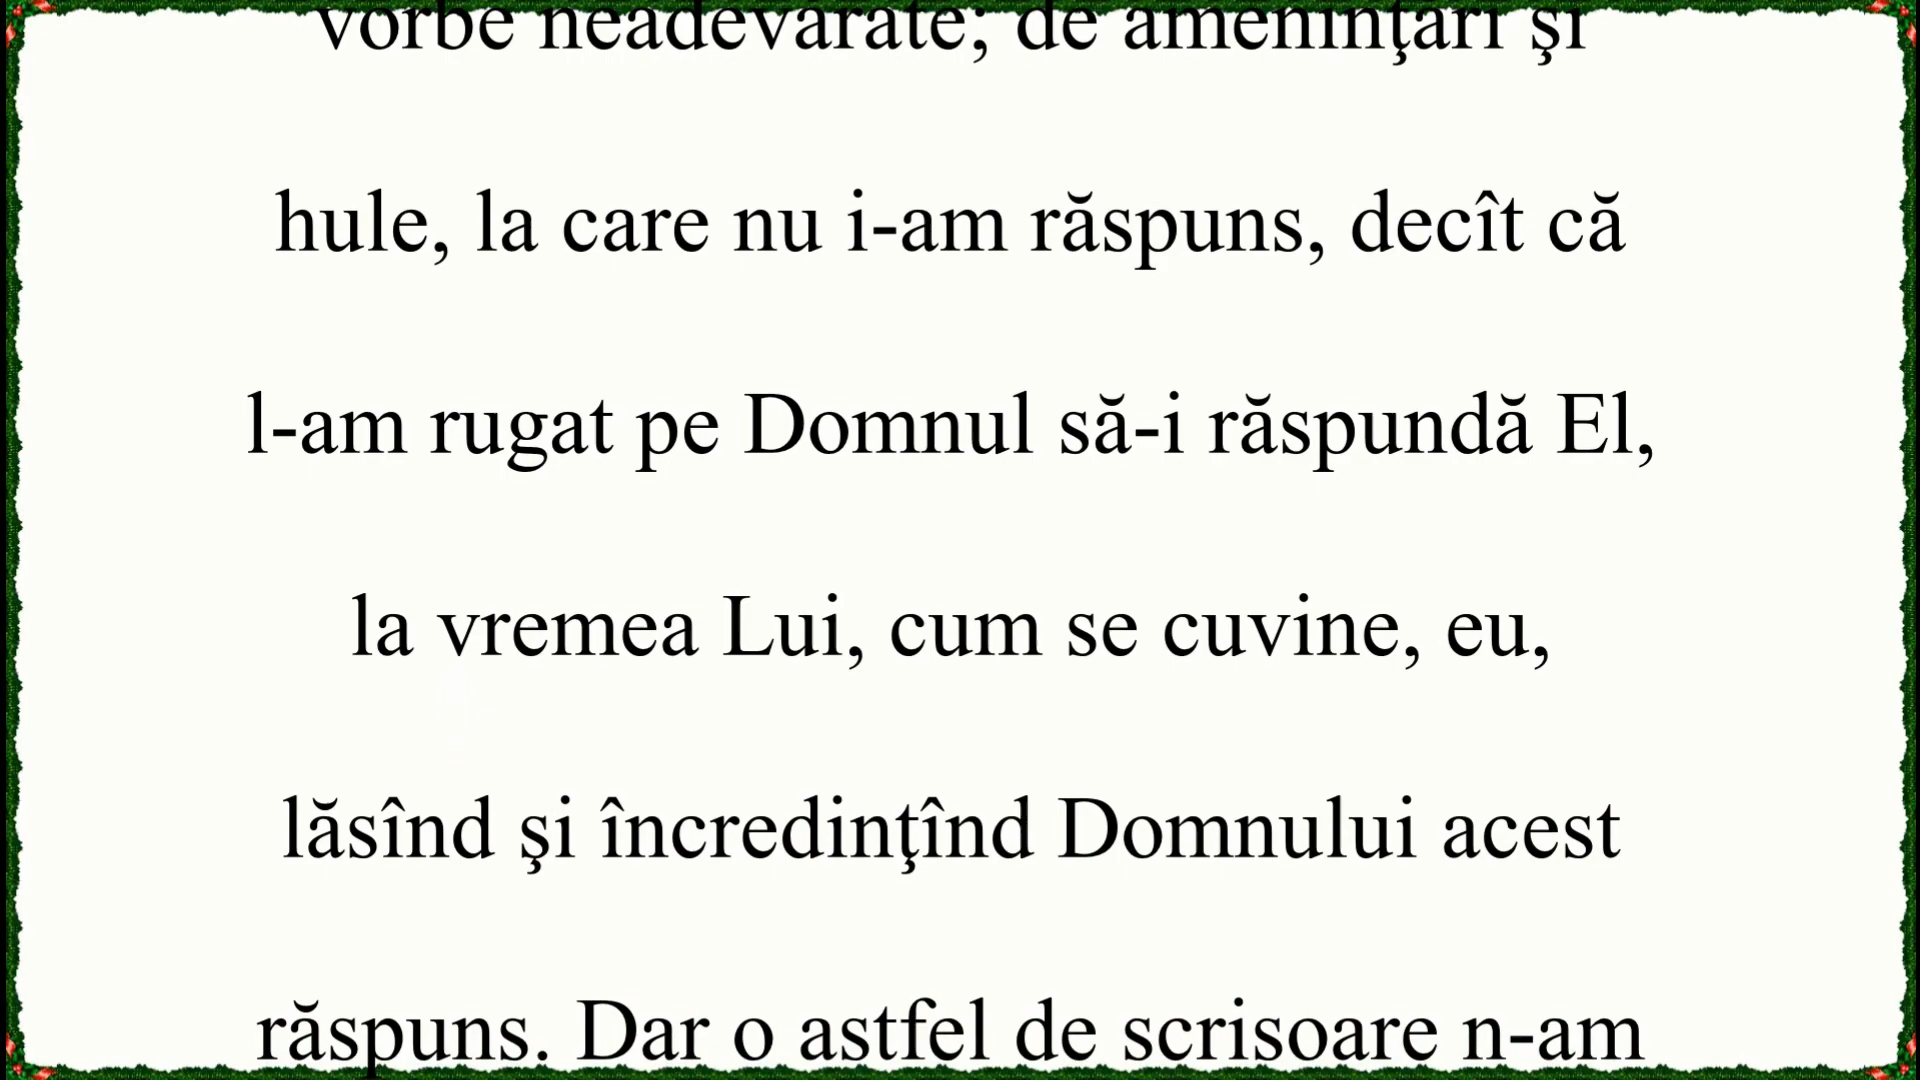 vorbe neadevărate; de ameninţări şi
hule, la care nu i-am răspuns, decît că
l-am rugat pe Domnul să-i răspundă El,
la vremea Lui, cum se cuvine, eu,
lăsînd şi încredinţînd Domnului acest
răspuns. Dar o astfel de scrisoare n-am